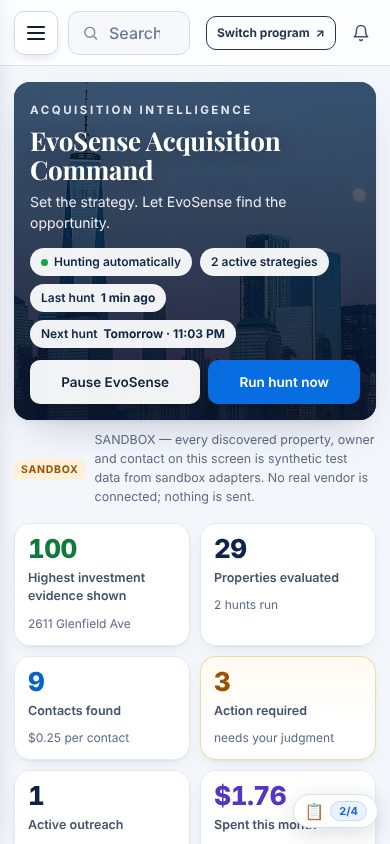 Search
Switch program ↗
ACQUISITION INTELLIGENCE
EvoSense Acquisition
Command
Set the strategy. Let EvoSense find the
opportunity.
Hunting automatically
2 active strategies
Last hunt 1 min ago
Next hunt Tomorrow · 11:03 PM
Pause EvoSense
Run hunt now
SANDBOX
SANDBOX — every discovered property, owner
and contact on this screen is synthetic test
data from sandbox adapters. No real vendor is
connected; nothing is sent.
100
Highest investment
evidence shown
2611 Glenfield Ave
29
Properties evaluated
2 hunts run
9
Contacts found
$0.25 per contact
3
Action required
needs your judgment
1
Active outreach
$1.76
Spent this month
2/4